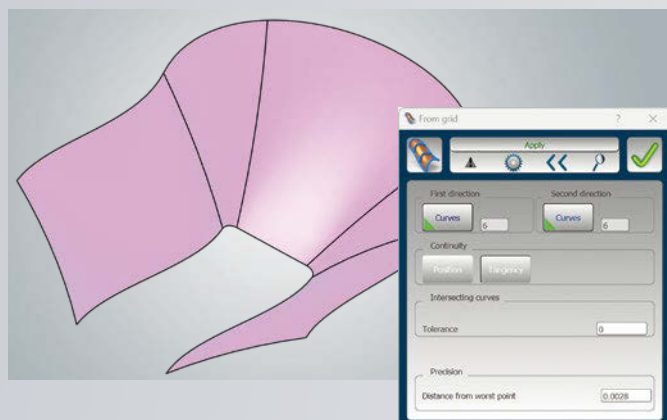 From grid
Apply
First direction
Second direction
Curves
6
Curves
6
Continuity
Position
Tangency
Intersecting curves
Tolerance
0
Precision
Distance from worst point
0.0028